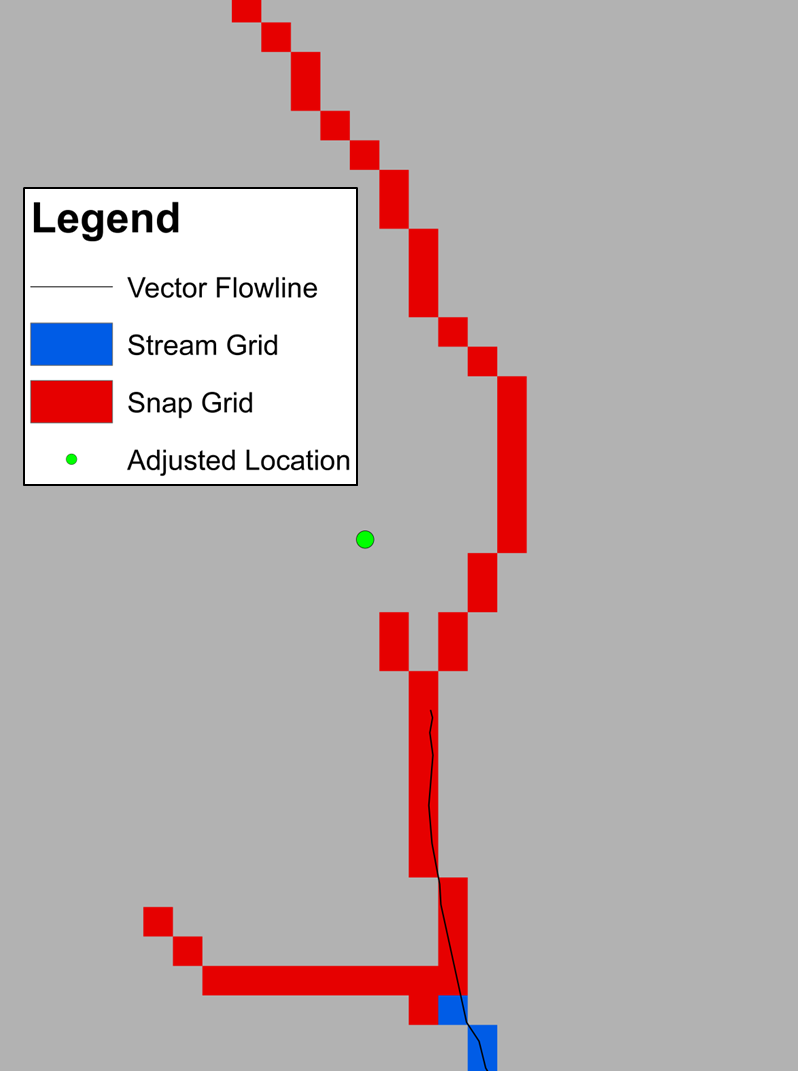 Legend
Vector Flowline
Stream Grid
Snap Grid
Adjusted Location